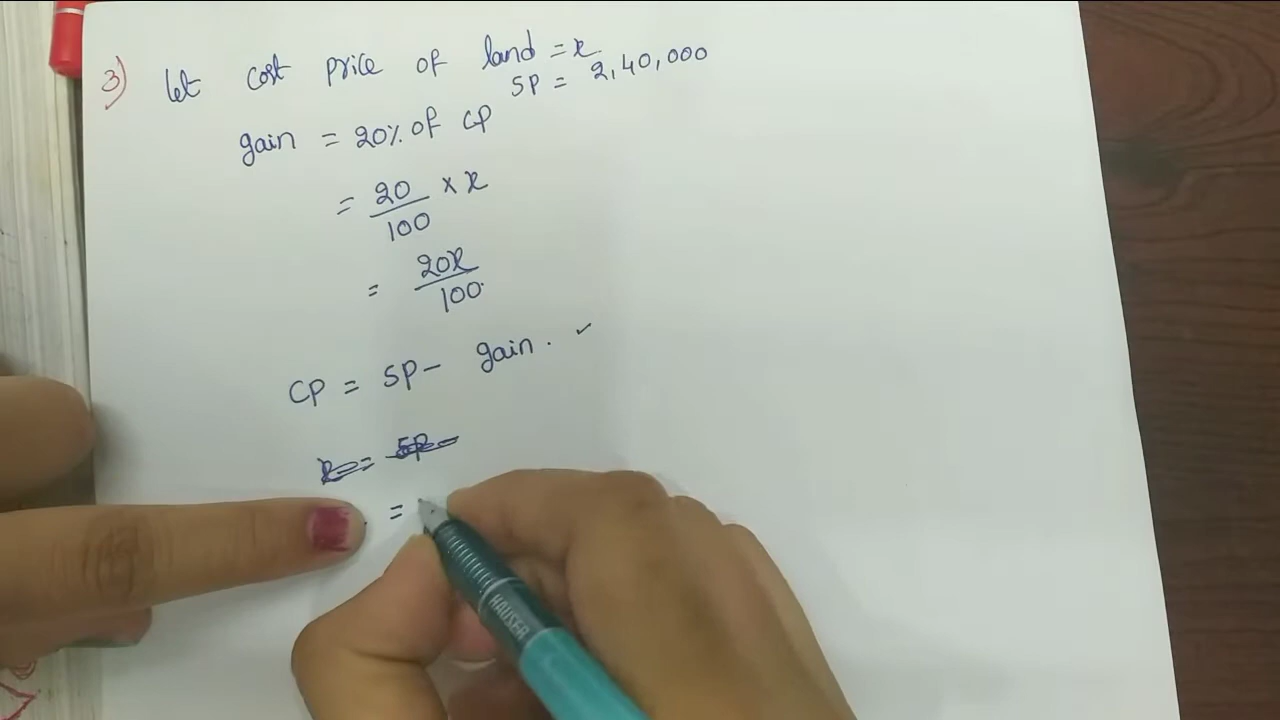 3) Let cost price of land = x
SP = 2,40,000
gain = 20% of CP
= 20/100 × x
= 20x/100
CP = SP - gain. ✓
x = SP -
=
HAUSER